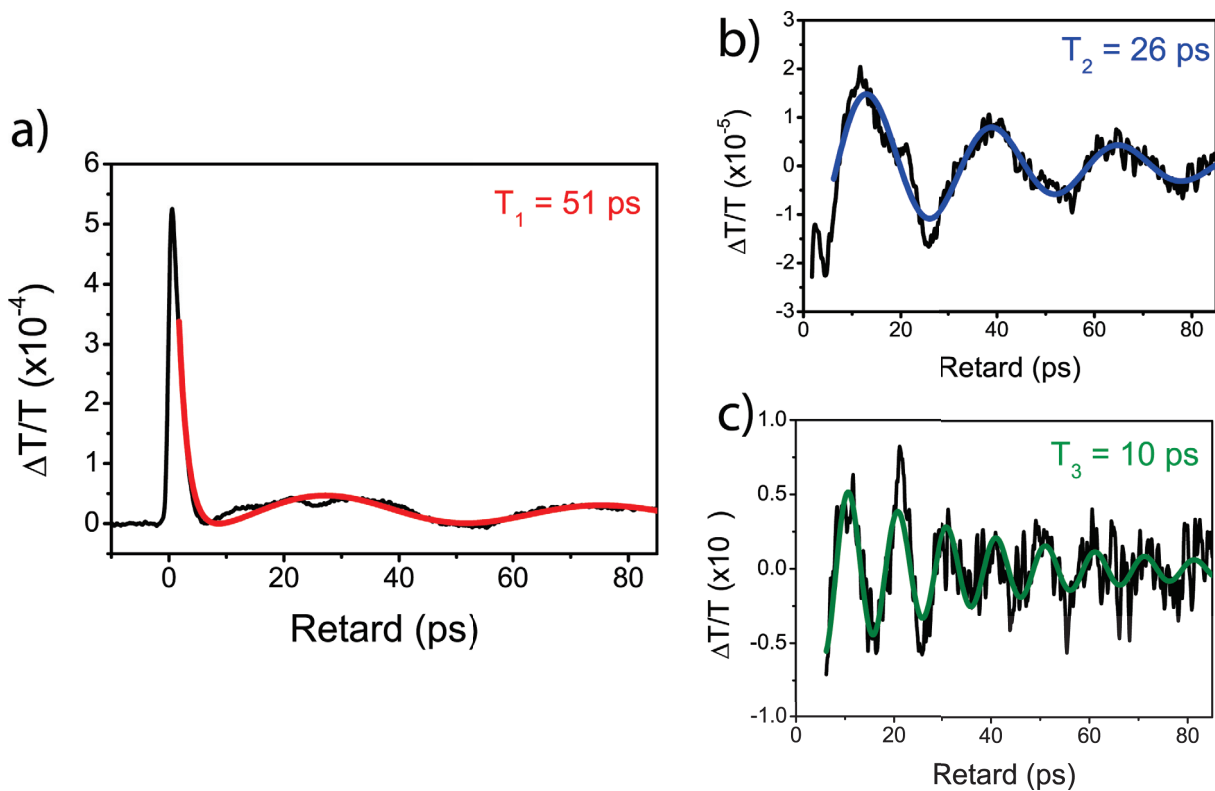 a)
T1 = 51 ps
6
5
4
3
2
1
0
ΔT/T (x10-4)
0 20 40 60 80
Retard (ps)
b)
T2 = 26 ps
3
2
1
0
-1
-2
-3
ΔT/T (x10-5)
0 20 40 60 80
Retard (ps)
c)
T3 = 10 ps
1.0
0.5
0.0
-0.5
-1.0
ΔT/T (x10 )
0 20 40 60 80
Retard (ps)